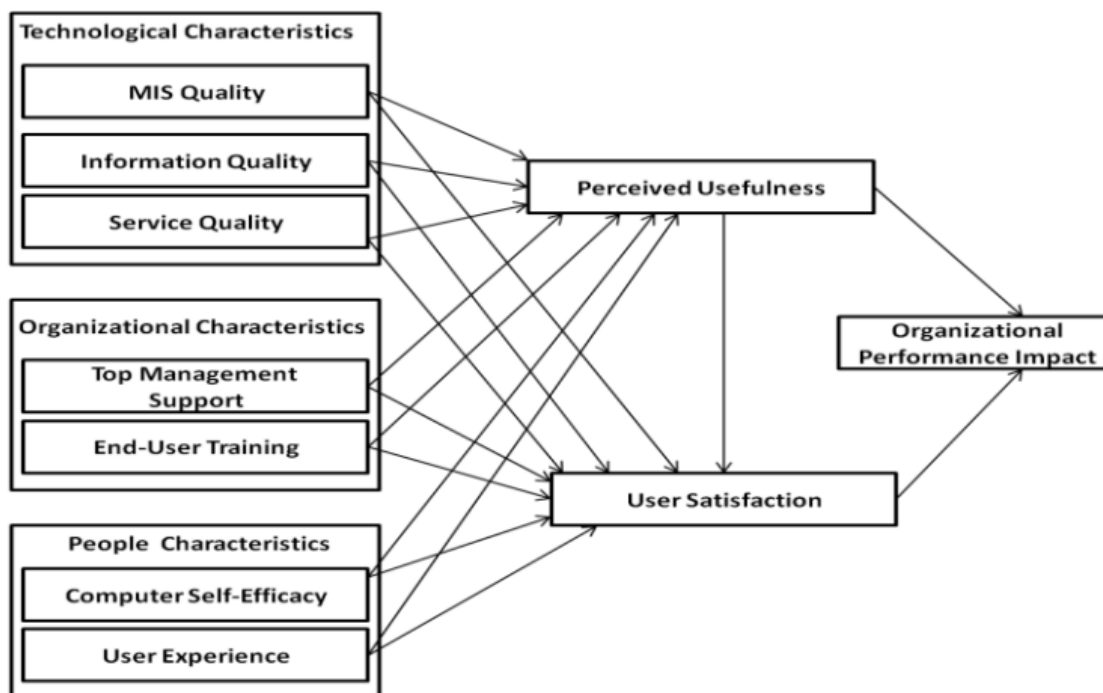 Technological Characteristics
MIS Quality
Information Quality
Service Quality
Organizational Characteristics
Top Management
Support
End-User Training
People Characteristics
Computer Self-Efficacy
User Experience
Perceived Usefulness
User Satisfaction
Organizational
Performance Impact